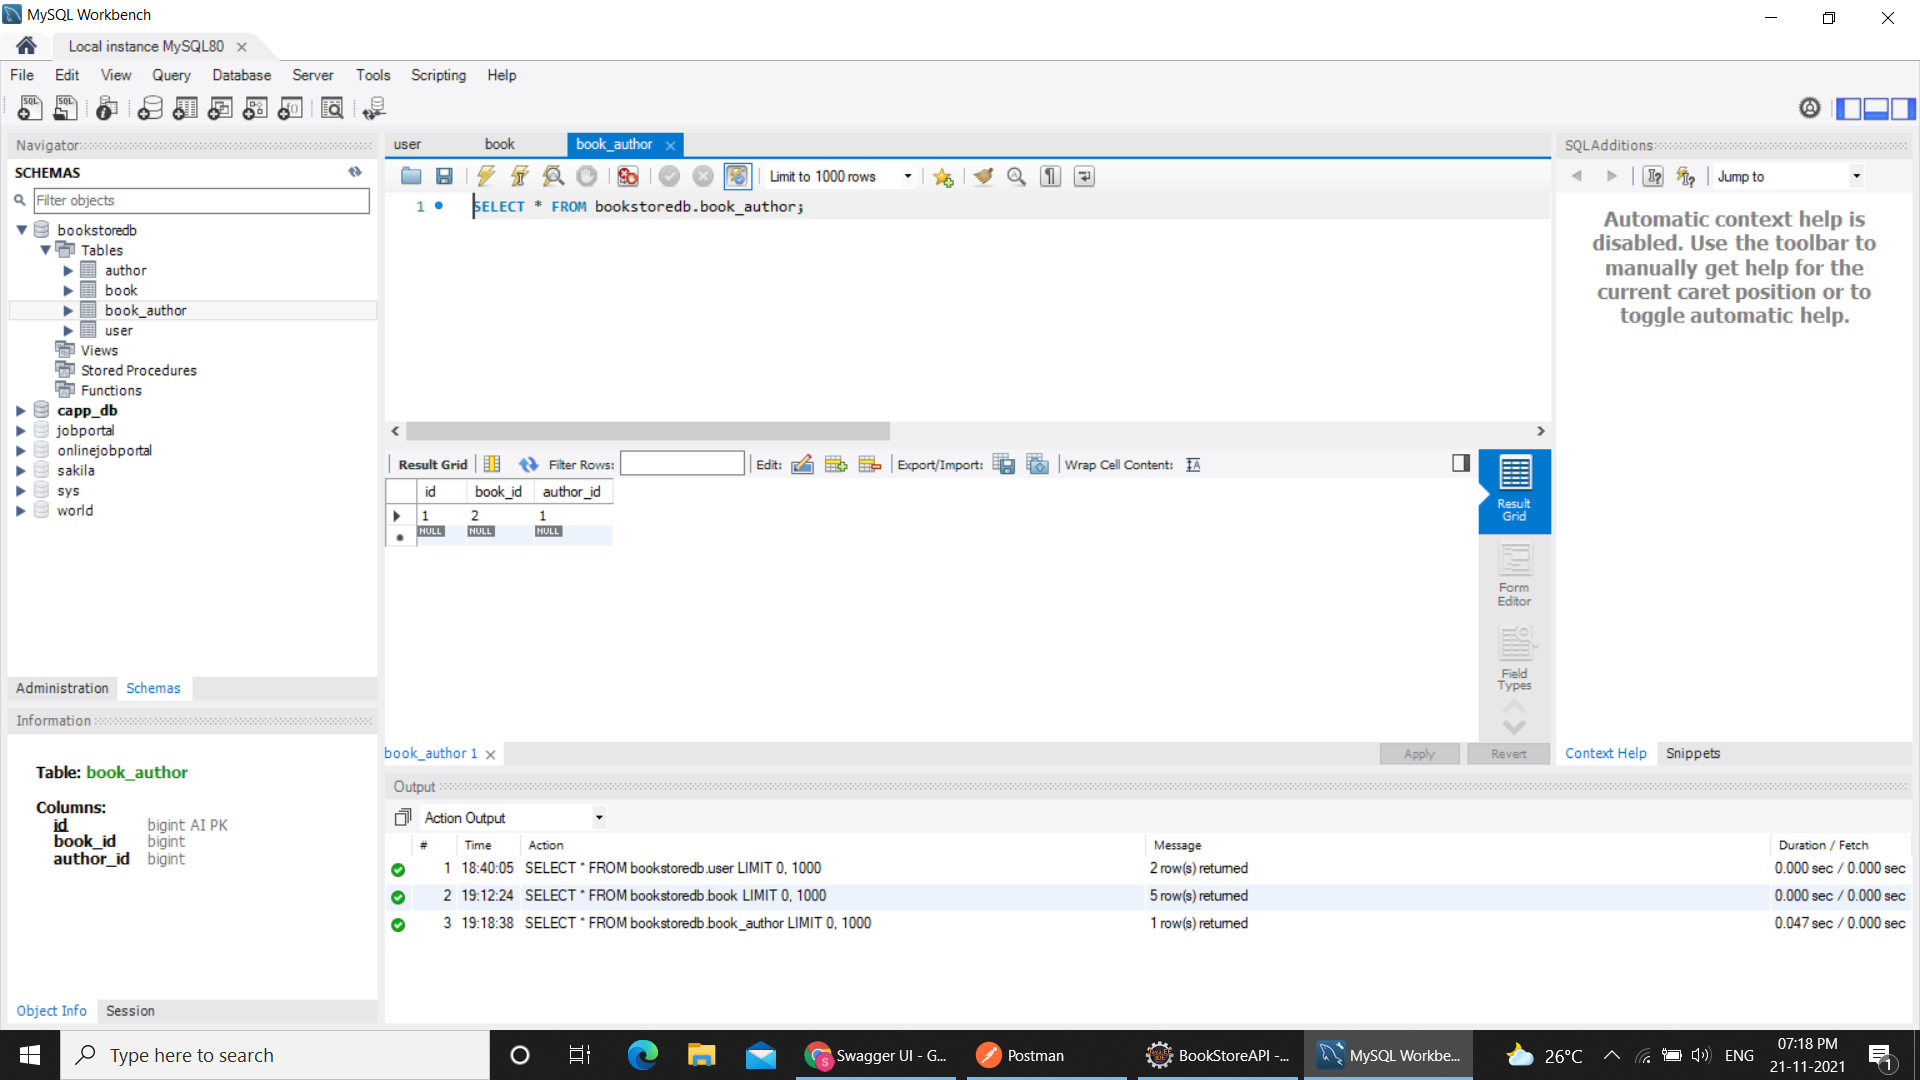 MySQL Workbench
Local instance MySQL80
File Edit View Query Database Server Tools Scripting Help
Navigator
SCHEMAS
Filter objects
bookstoredb
Tables
author
book
book_author
user
Views
Stored Procedures
Functions
capp_db
jobportal
onlinejobportal
sakila
sys
world
Administration Schemas
Information
Table: book_author
Columns:
id bigint AI PK
book_id bigint
author_id bigint
Object Info Session
user book book_author
Limit to 1000 rows
1 SELECT * FROM bookstoredb.book_author;
Result Grid Filter Rows: Edit: Export/Import: Wrap Cell Content:
id book_id author_id
1 2 1
NULL NULL NULL
Result Grid
Form Editor
Field Types
book_author 1 Apply Revert
Output
Action Output
# Time Action Message Duration / Fetch
1 18:40:05 SELECT * FROM bookstoredb.user LIMIT 0, 1000 2 row(s) returned 0.000 sec / 0.000 sec
2 19:12:24 SELECT * FROM bookstoredb.book LIMIT 0, 1000 5 row(s) returned 0.000 sec / 0.000 sec
3 19:18:38 SELECT * FROM bookstoredb.book_author LIMIT 0, 1000 1 row(s) returned 0.047 sec / 0.000 sec
SQLAdditions
Jump to
Automatic context help is
disabled. Use the toolbar to
manually get help for the
current caret position or to
toggle automatic help.
Context Help Snippets
Type here to search
Swagger UI - G...
Postman
BookStoreAPI -...
MySQL Workbe...
26°C
ENG
07:18 PM
21-11-2021
1